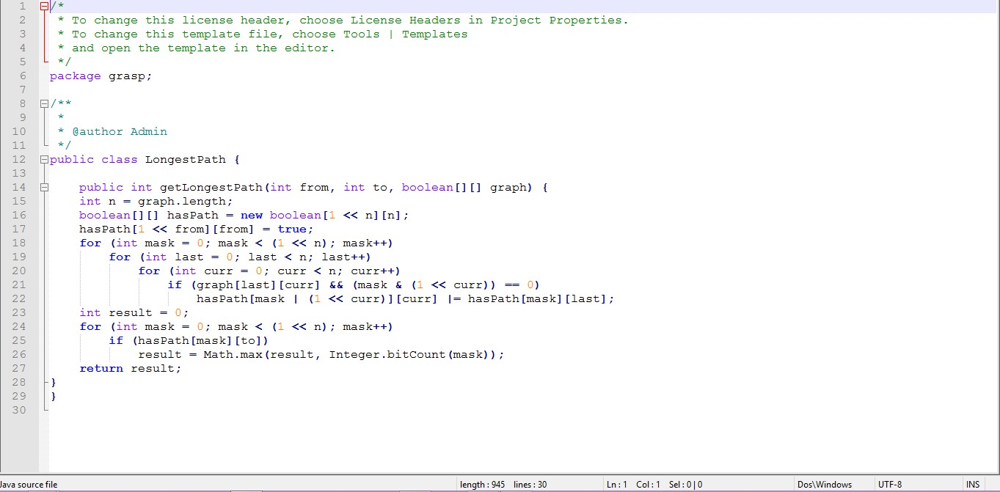 1 /*
2 * To change this license header, choose License Headers in Project Properties.
3 * To change this template file, choose Tools | Templates
4 * and open the template in the editor.
5 */
6 package grasp;
7
8 /**
9 *
10 * @author Admin
11 */
12 public class LongestPath {
13
14 public int getLongestPath(int from, int to, boolean[][] graph) {
15 int n = graph.length;
16 boolean[][] hasPath = new boolean[1 << n][n];
17 hasPath[1 << from][from] = true;
18 for (int mask = 0; mask < (1 << n); mask++)
19 for (int last = 0; last < n; last++)
20 for (int curr = 0; curr < n; curr++)
21 if (graph[last][curr] && (mask & (1 << curr)) == 0)
22 hasPath[mask | (1 << curr)][curr] |= hasPath[mask][last];
23 int result = 0;
24 for (int mask = 0; mask < (1 << n); mask++)
25 if (hasPath[mask][to])
26 result = Math.max(result, Integer.bitCount(mask));
27 return result;
28 }
29 }
30
Java source file length : 945 lines : 30 Ln : 1 Col : 1 Sel : 0 | 0 Dos\Windows UTF-8 INS